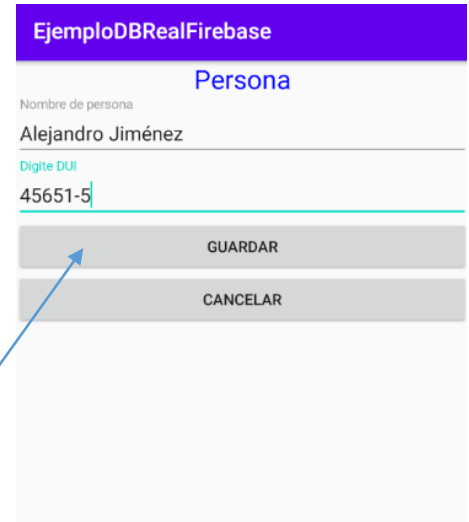 EjemploDBRealFirebase
Persona
Nombre de persona
Alejandro Jiménez
Digite DUI
45651-5
GUARDAR
CANCELAR